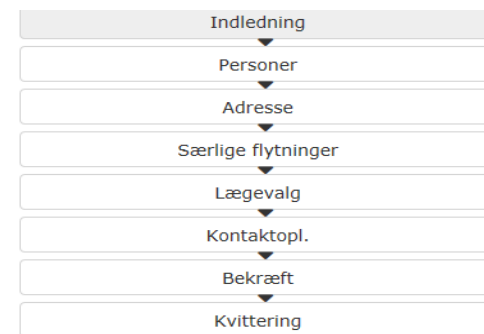 Indledning
Personer
Adresse
Særlige flytninger
Lægevalg
Kontaktopl.
Bekræft
Kvittering